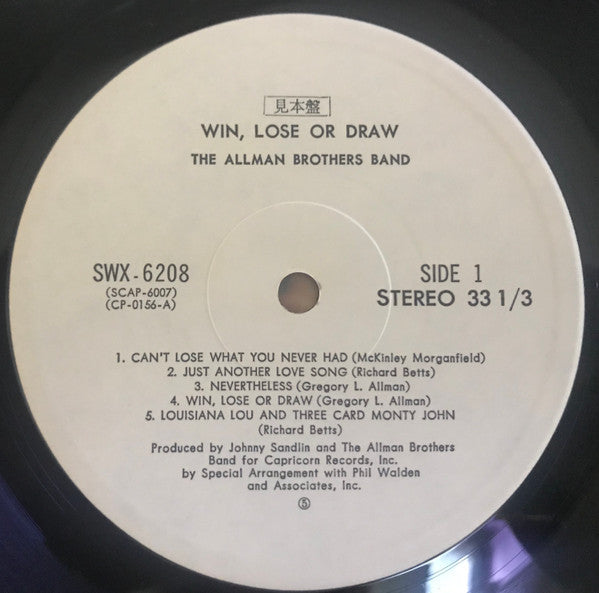 見本盤
WIN, LOSE OR DRAW
THE ALLMAN BROTHERS BAND
SWX-6208
(SCAP-6007)
(CP-0156-A)
SIDE 1
STEREO 33 1/3
1. CAN'T LOSE WHAT YOU NEVER HAD (McKinley Morganfield)
2. JUST ANOTHER LOVE SONG (Richard Betts)
3. NEVERTHELESS (Gregory L. Allman)
4. WIN, LOSE OR DRAW (Gregory L. Allman)
5. LOUISIANA LOU AND THREE CARD MONTY JOHN
(Richard Betts)
Produced by Johnny Sandlin and The Allman Brothers
Band for Capricorn Records, Inc.
by Special Arrangement with Phil Walden
and Associates, Inc.
⑤